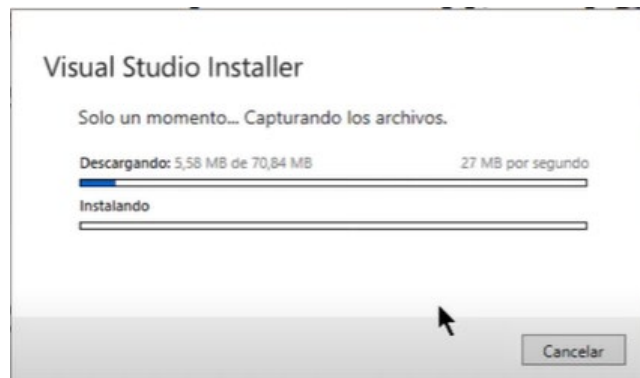 Visual Studio Installer
Solo un momento... Capturando los archivos.
Descargando: 5,58 MB de 70,84 MB 27 MB por segundo
Instalando
Cancelar